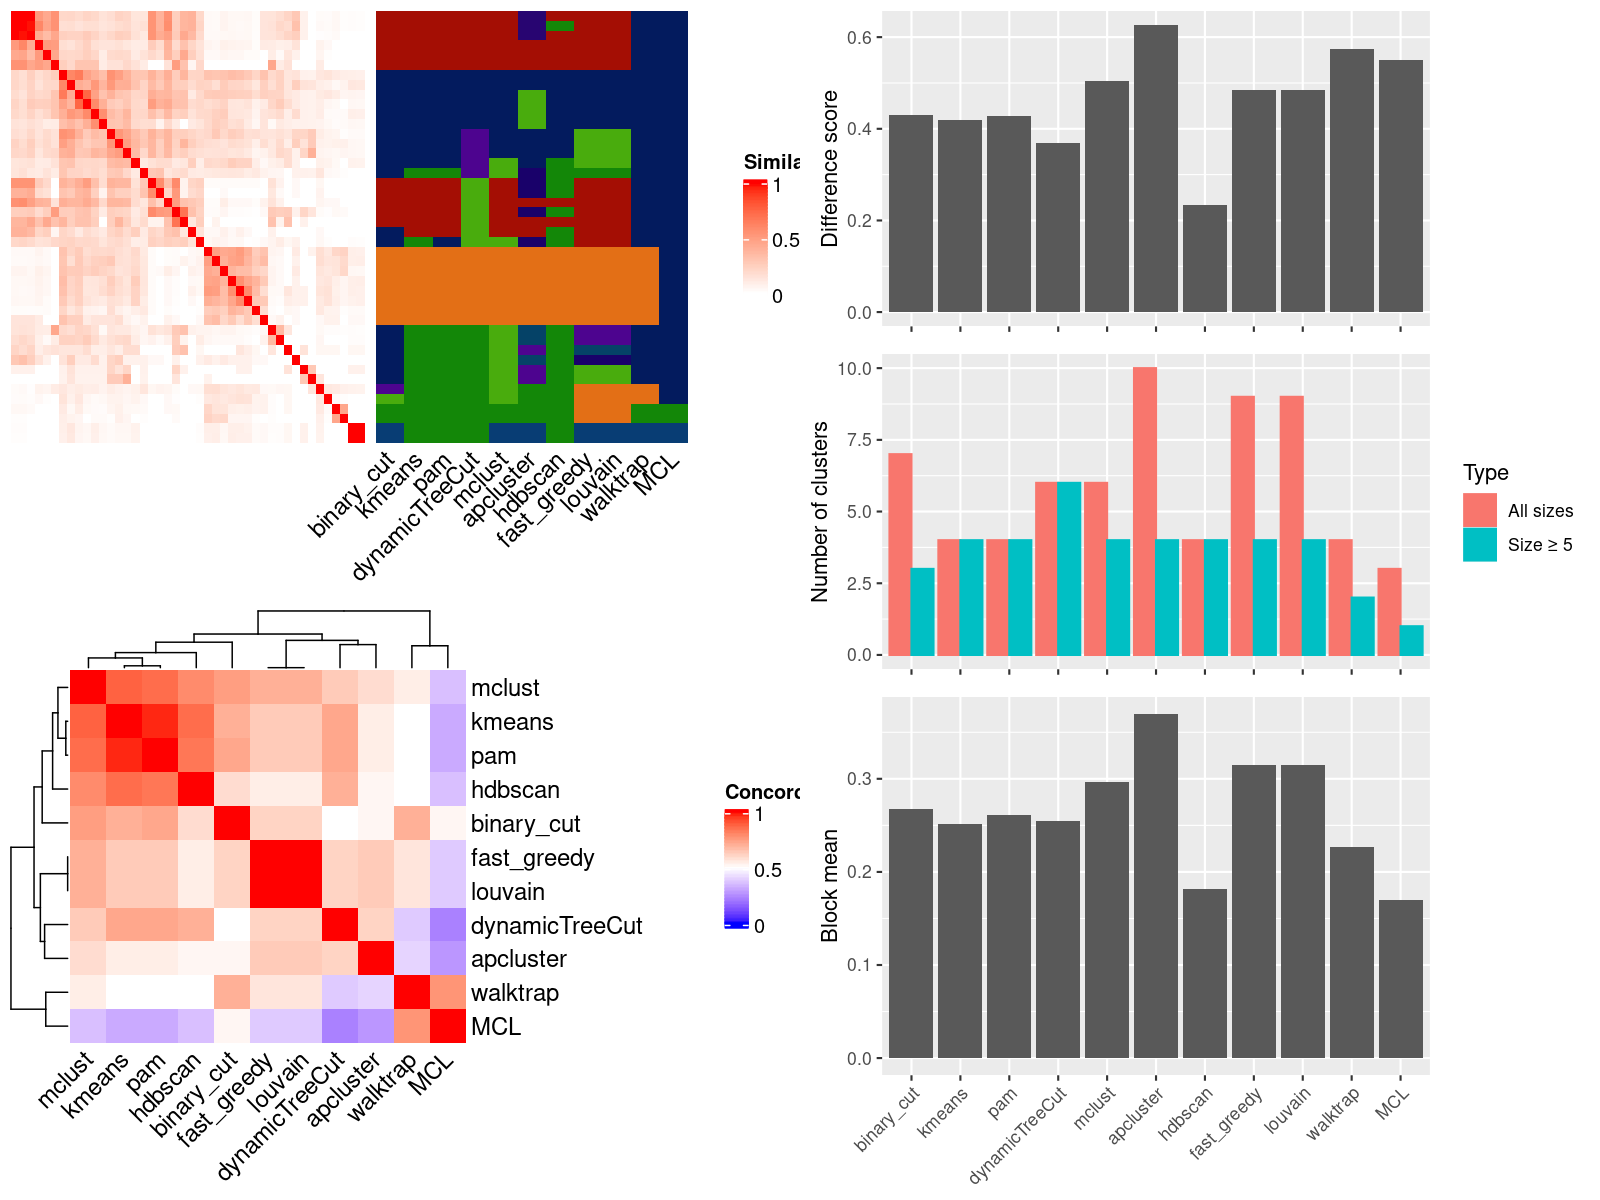 Simila
1
0.5
0
binary_cut
kmeans
pam
dynamicTreeCut
mclust
apcluster
hdbscan
fast_greedy
louvain
walktrap
MCL
mclust
kmeans
pam
hdbscan
binary_cut
fast_greedy
louvain
dynamicTreeCut
apcluster
walktrap
MCL
mclust
kmeans
pam
hdbscan
binary_cut
fast_greedy
louvain
dynamicTreeCut
apcluster
walktrap
MCL
Concord
1
0.5
0
Difference score
0.6
0.4
0.2
0.0
Number of clusters
10.0
7.5
5.0
2.5
0.0
Type
All sizes
Size ≥ 5
Block mean
0.3
0.2
0.1
0.0
binary_cut
kmeans
pam
dynamicTreeCut
mclust
apcluster
hdbscan
fast_greedy
louvain
walktrap
MCL